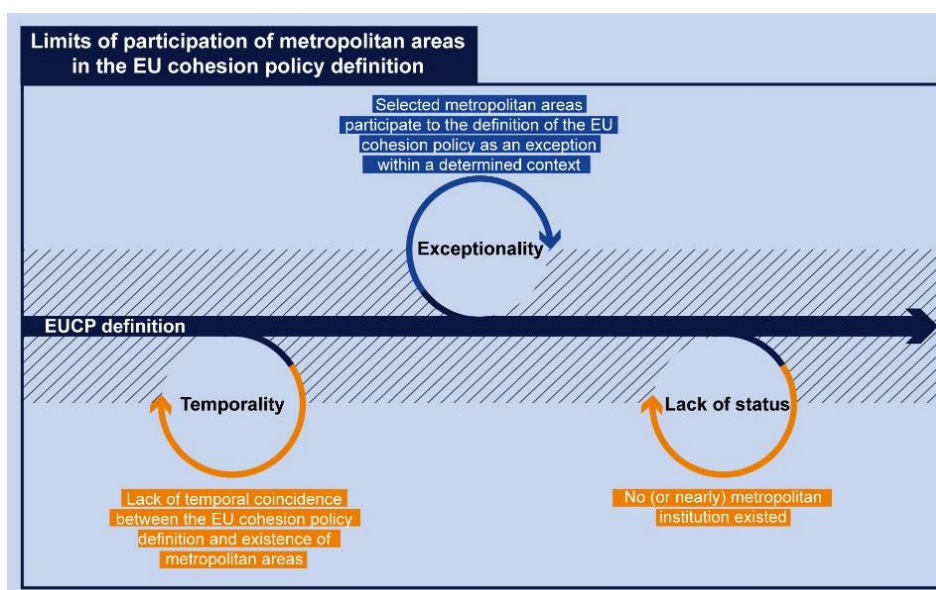 Limits of participation of metropolitan areas
in the EU cohesion policy definition
Selected metropolitan areas
participate to the definition of the EU
cohesion policy as an exception
within a determined context
Exceptionality
EUCP definition
Temporality
Lack of status
Lack of temporal coincidence
between the EU cohesion policy
definition and existence of
metropolitan areas
No (or nearly) metropolitan
institution existed